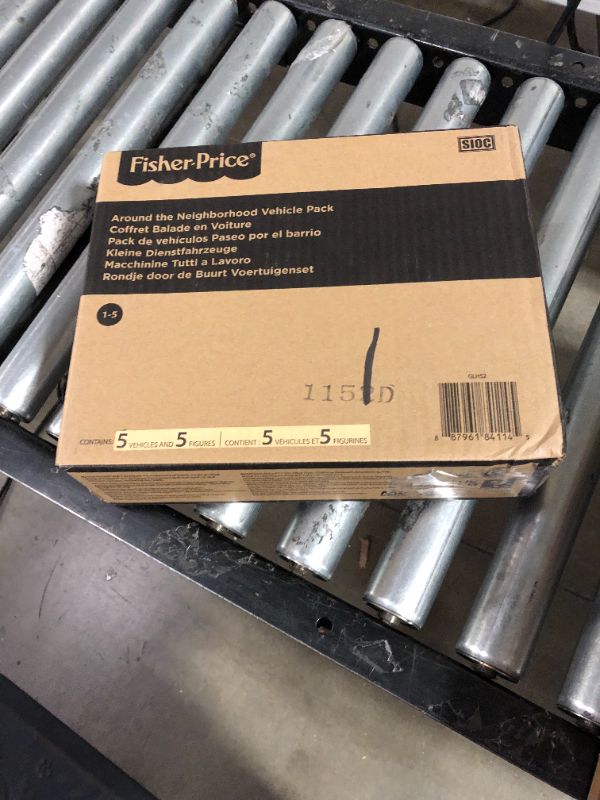 Fisher-Price®
SIOC
Around the Neighborhood Vehicle Pack
Coffret Balade en Voiture
Pack de vehículos Paseo por el barrio
Kleine Dienstfahrzeuge
Macchinine Tutti a Lavoro
Rondje door de Buurt Voertuigenset
1-5
1152D
GLH52
8 87961 84114 5
CONTAINS: 5 VEHICLES AND 5 FIGURES | CONTIENT : 5 VÉHICULES ET 5 FIGURINES